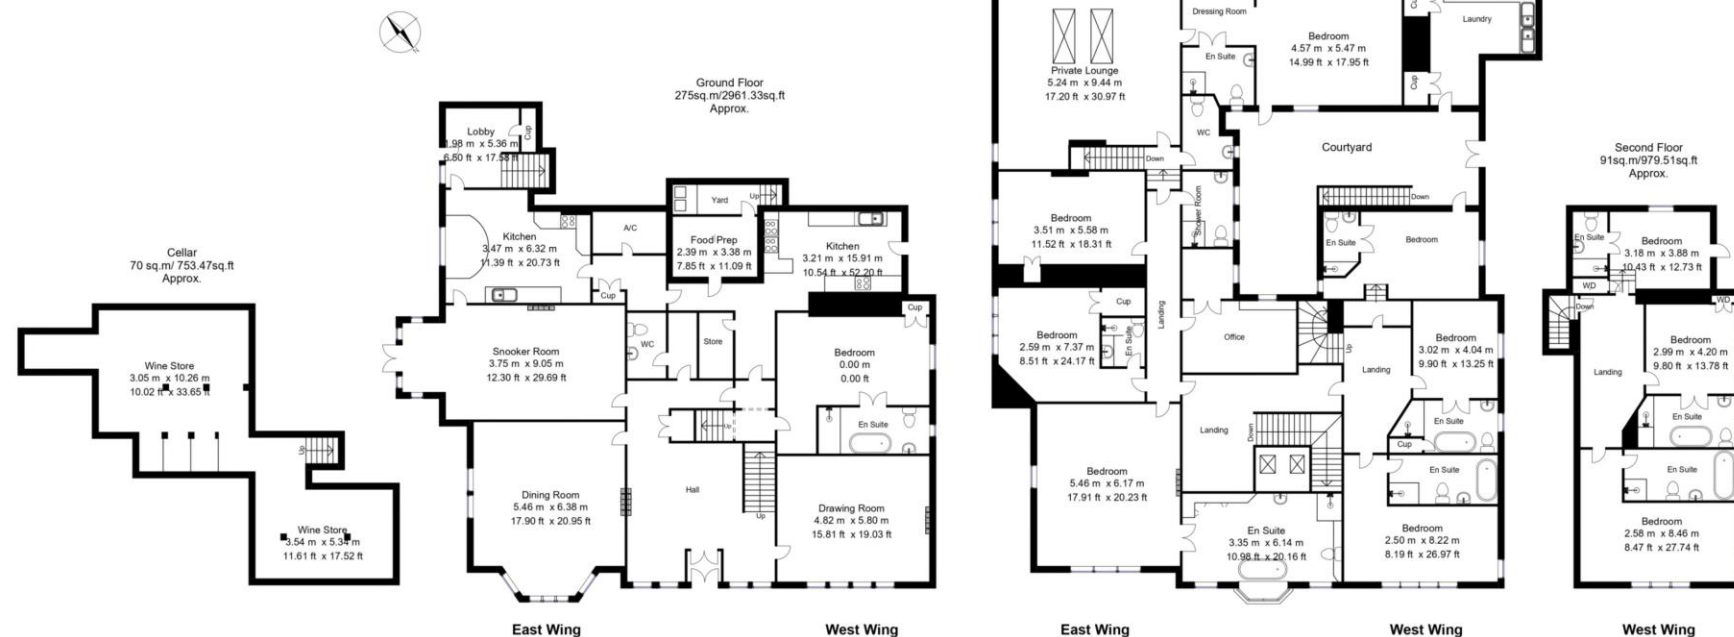 Cellar
70 sq.m/ 753.47sq.ft
Approx.
Wine Store
3.05 m x 10.26 m
10.02 ft x 33.65 ft
Up
Wine Store
3.54 m x 5.34 m
11.61 ft x 17.52 ft
Ground Floor
275sq.m/2961.33sq.ft
Approx.
Lobby
1.98 m x 5.36 m
6.50 ft x 17.58 ft
Cup
Kitchen
3.47 m x 6.32 m
11.39 ft x 20.73 ft
A/C
Cup
Yard
Up
Food Prep
2.39 m x 3.38 m
7.85 ft x 11.09 ft
Kitchen
3.21 m x 15.91 m
10.54 ft x 52.20 ft
Cup
Snooker Room
3.75 m x 9.05 m
12.30 ft x 29.69 ft
WC
Store
Bedroom
0.00 m
0.00 ft
En Suite
Up
Dining Room
5.46 m x 6.38 m
17.90 ft x 20.95 ft
Hall
Up
Drawing Room
4.82 m x 5.80 m
15.81 ft x 19.03 ft
East Wing
West Wing
Private Lounge
5.24 m x 9.44 m
17.20 ft x 30.97 ft
Dressing Room
En Suite
Bedroom
4.57 m x 5.47 m
14.99 ft x 17.95 ft
Cup
Laundry
Cup
WC
Down
Courtyard
Down
Bedroom
3.51 m x 5.58 m
11.52 ft x 18.31 ft
Shower Room
En Suite
Bedroom
Landing
Cup
Bedroom
2.59 m x 7.37 m
8.51 ft x 24.17 ft
En Suite
Office
Up
Landing
Bedroom
3.02 m x 4.04 m
9.90 ft x 13.25 ft
En Suite
Cup
Landing
Down
Bedroom
5.46 m x 6.17 m
17.91 ft x 20.23 ft
En Suite
En Suite
3.35 m x 6.14 m
10.98 ft x 20.16 ft
Bedroom
2.50 m x 8.22 m
8.19 ft x 26.97 ft
East Wing
West Wing
Second Floor
91sq.m/979.51sq.ft
Approx.
En Suite
Bedroom
3.18 m x 3.88 m
10.43 ft x 12.73 ft
WD
Down
WD
Bedroom
2.99 m x 4.20 m
9.80 ft x 13.78 ft
Landing
En Suite
En Suite
Bedroom
2.58 m x 8.46 m
8.47 ft x 27.74 ft
West Wing